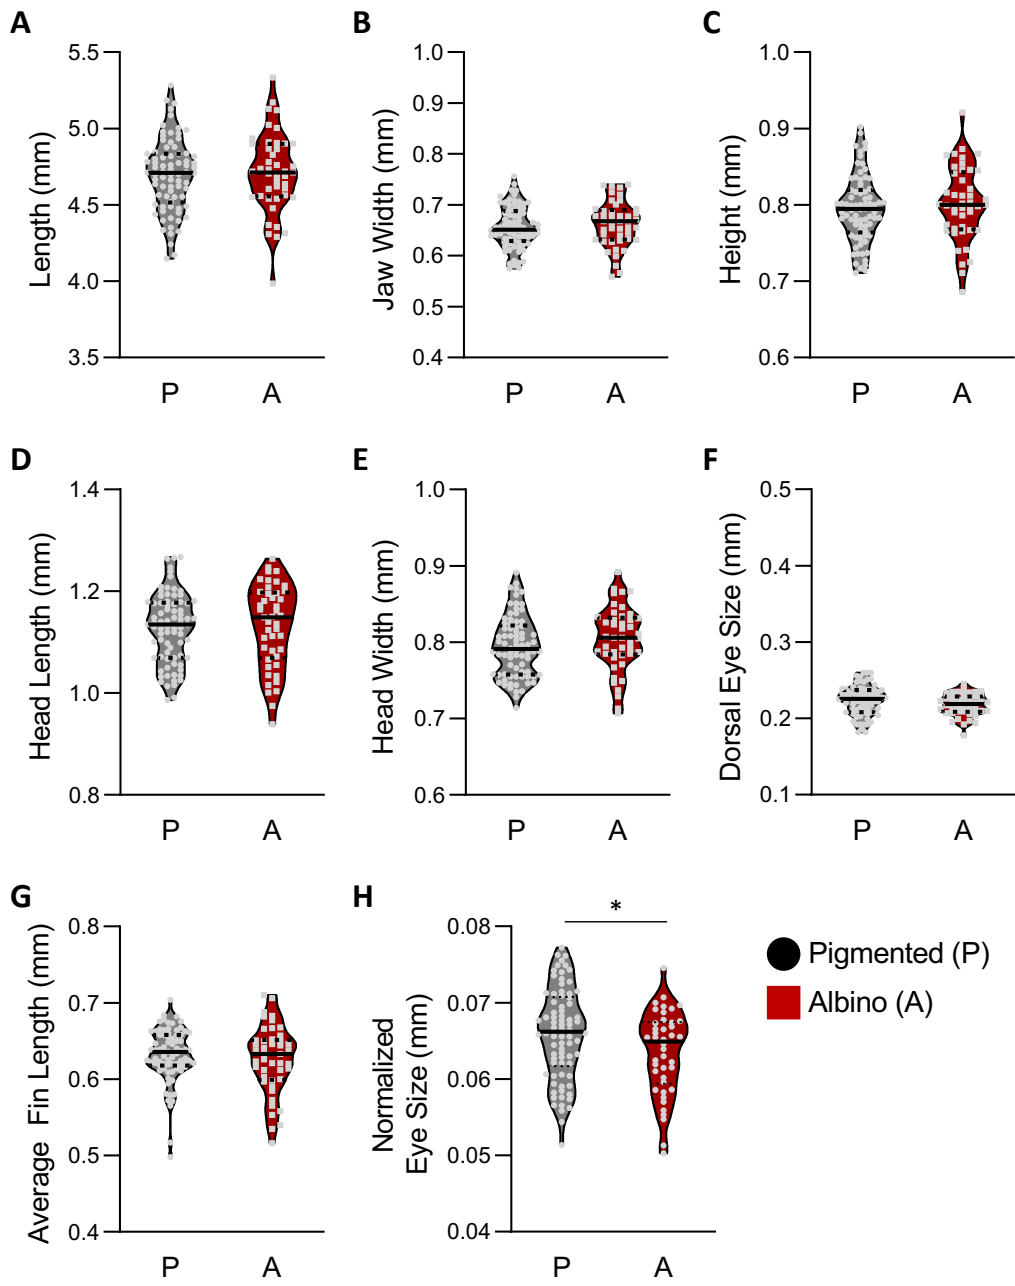 A
Length (mm)
5.5
5.0
4.5
4.0
3.5
P A
B
Jaw Width (mm)
1.0
0.9
0.8
0.7
0.6
0.5
0.4
P A
C
Height (mm)
1.0
0.9
0.8
0.7
0.6
P A
D
Head Length (mm)
1.4
1.2
1.0
0.8
P A
E
Head Width (mm)
1.0
0.9
0.8
0.7
0.6
P A
F
Dorsal Eye Size (mm)
0.5
0.4
0.3
0.2
0.1
P A
G
Average Fin Length (mm)
0.8
0.7
0.6
0.5
0.4
P A
H
Normalized
Eye Size (mm)
0.08
0.07
0.06
0.05
0.04
*
P A
Pigmented (P)
Albino (A)